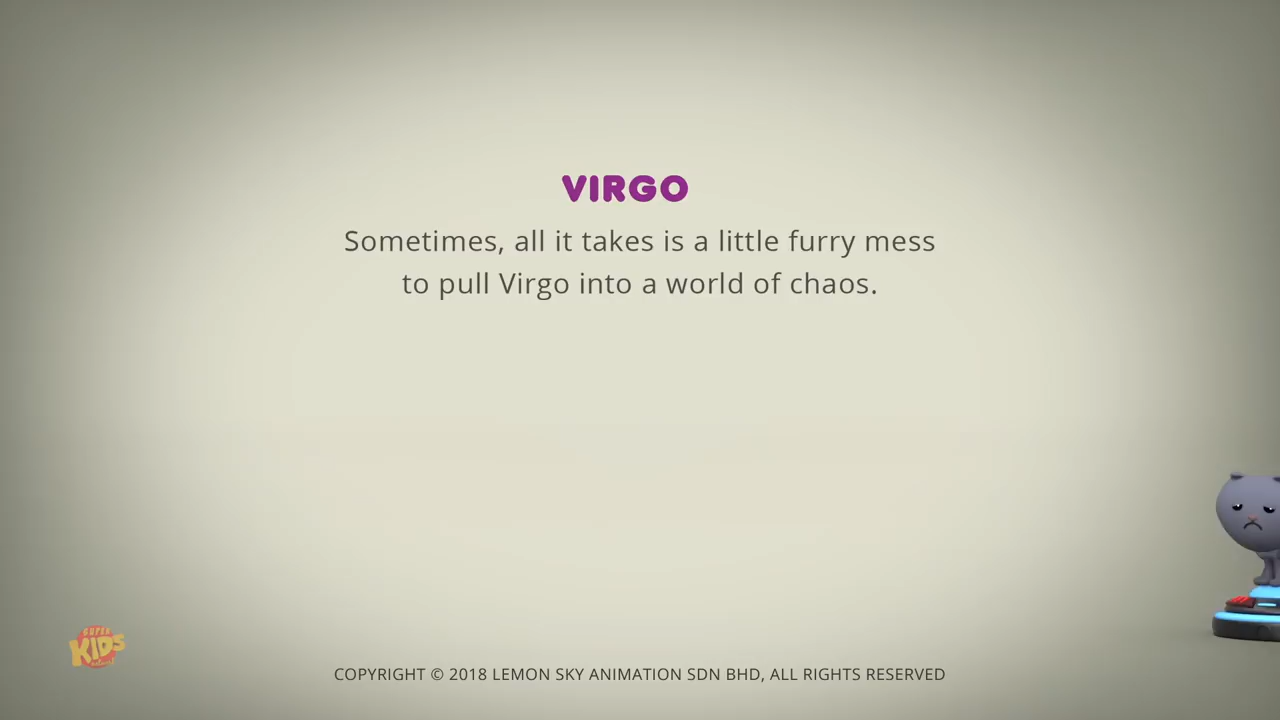 VIRGO
Sometimes, all it takes is a little furry mess
to pull Virgo into a world of chaos.
SUPER
KIDS
COPYRIGHT © 2018 LEMON SKY ANIMATION SDN BHD, ALL RIGHTS RESERVED